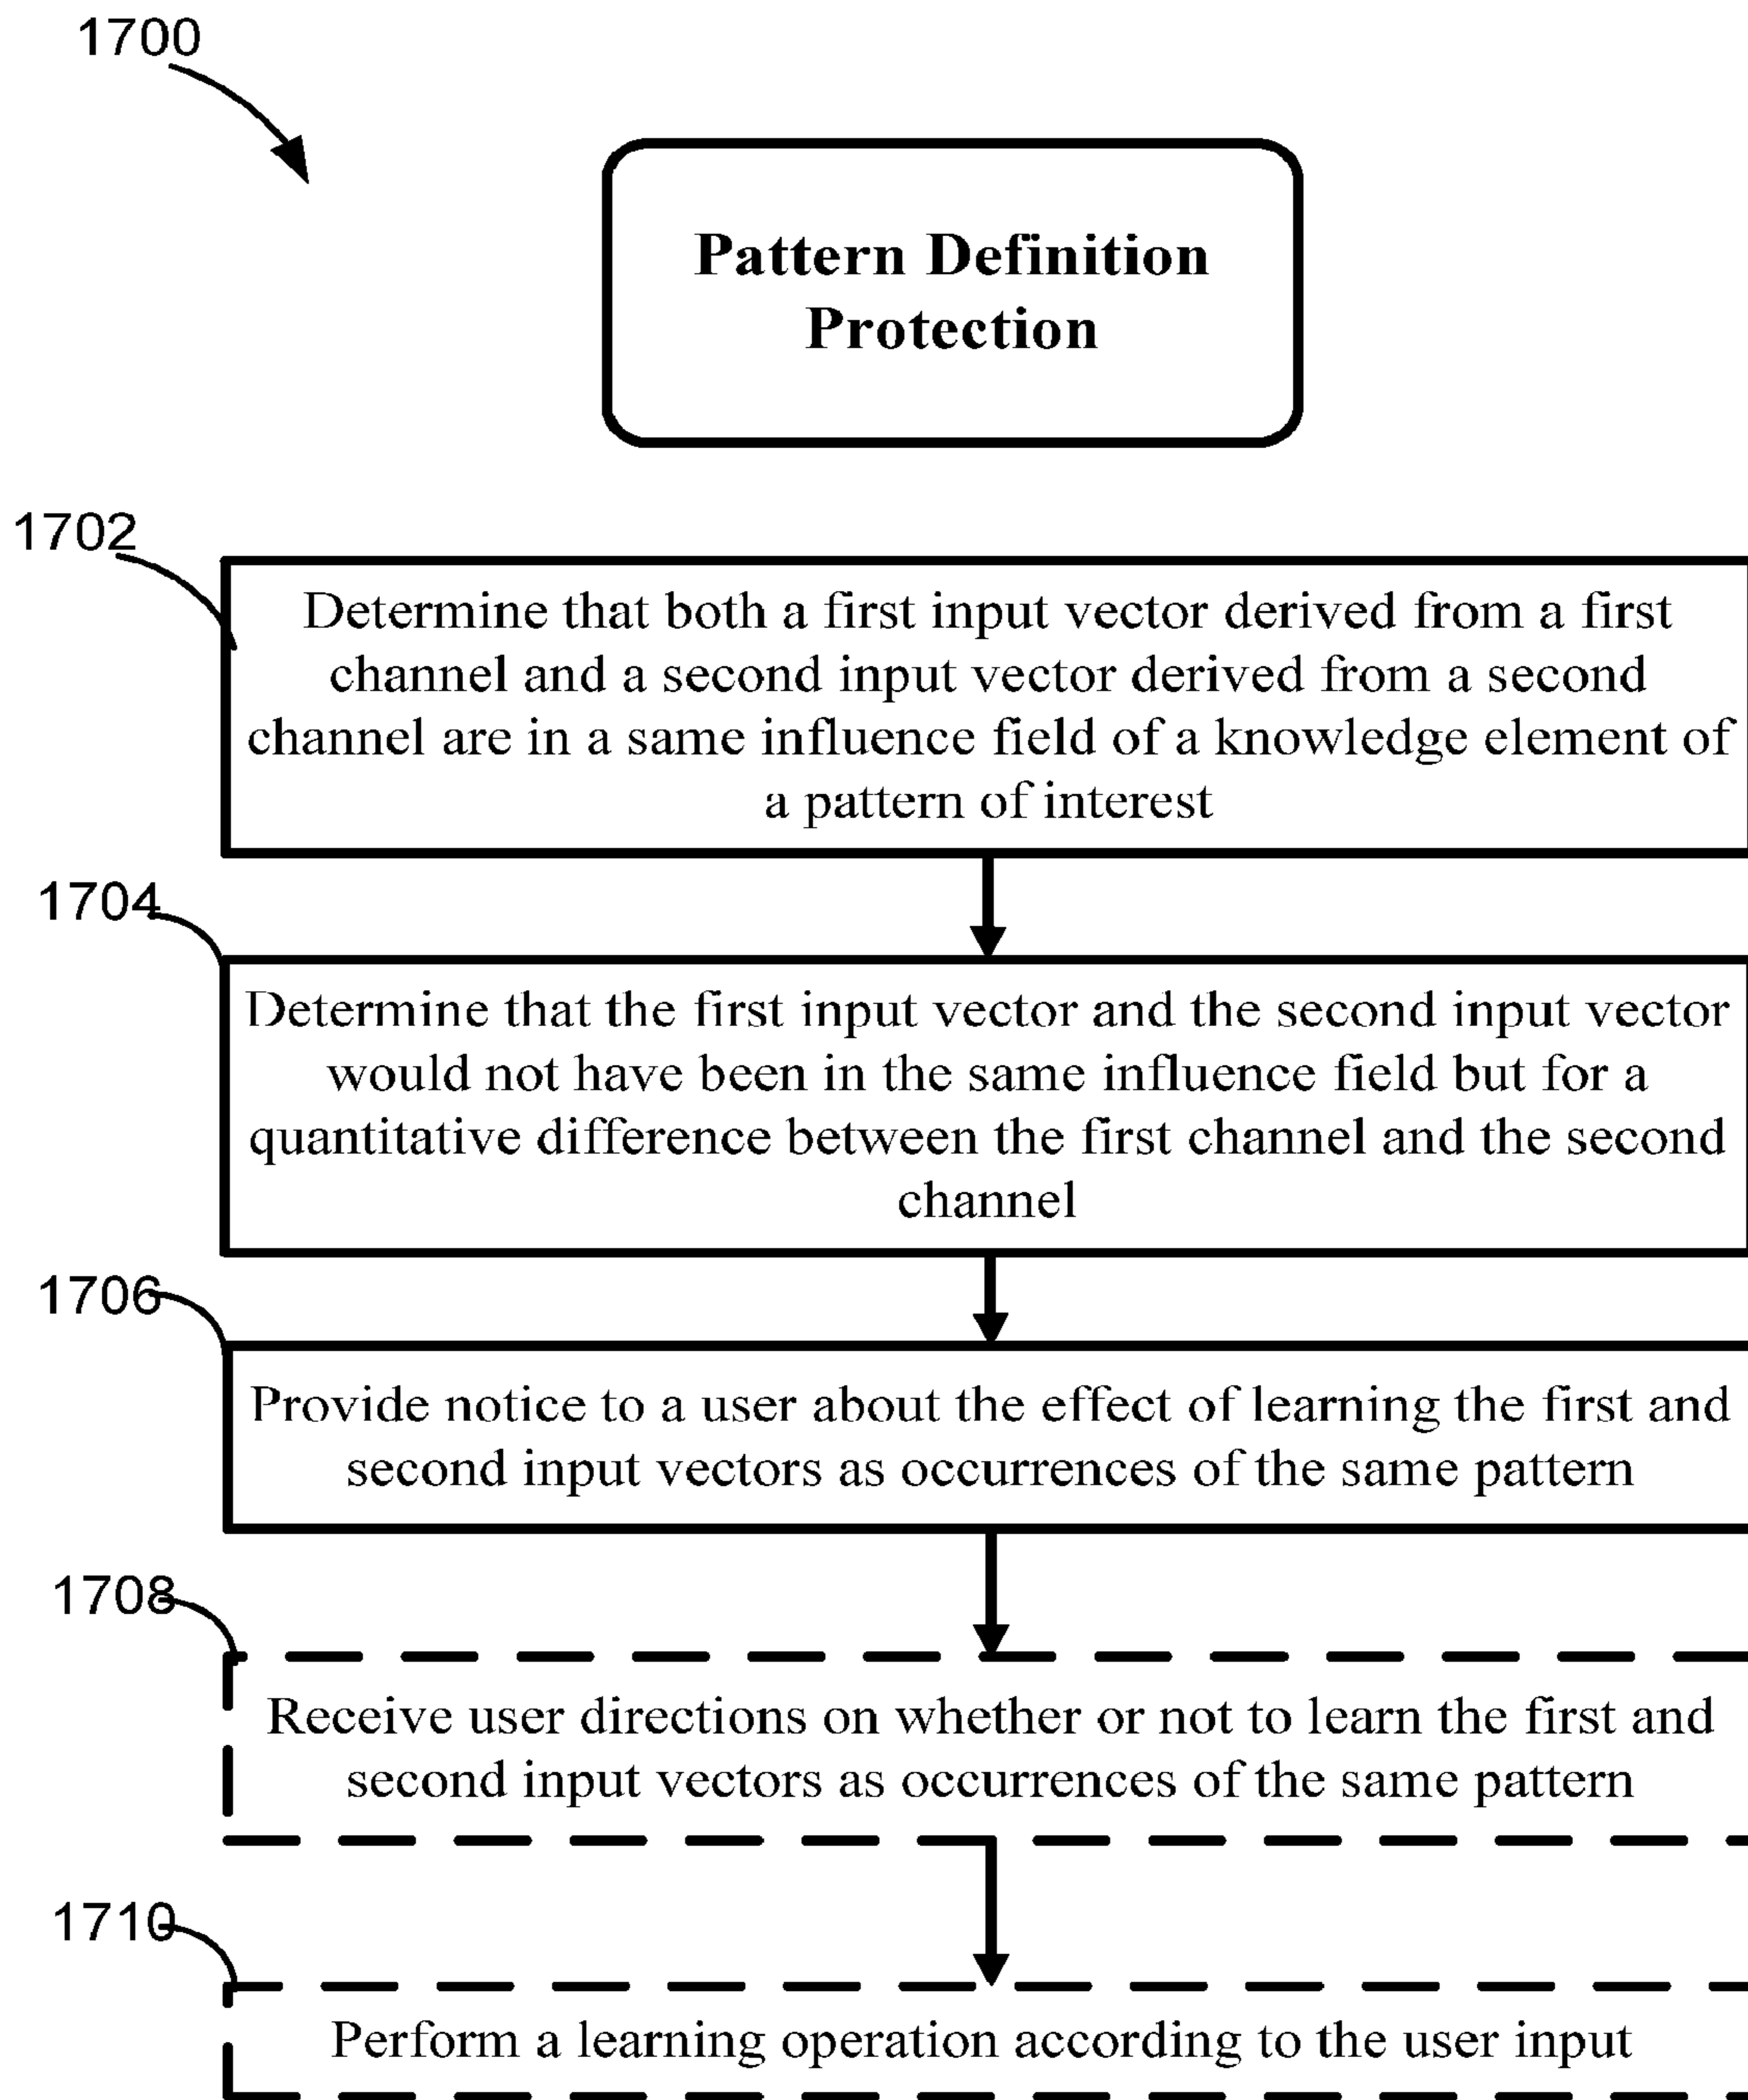 1700
Pattern Definition
Protection
1702
Determine that both a first input vector derived from a first
channel and a second input vector derived from a second
channel are in a same influence field of a knowledge element of
a pattern of interest
1704
Determine that the first input vector and the second input vector
would not have been in the same influence field but for a
quantitative difference between the first channel and the second
channel
1706
Provide notice to a user about the effect of learning the first and
second input vectors as occurrences of the same pattern
1708
Receive user directions on whether or not to learn the first and
second input vectors as occurrences of the same pattern
1710
Perform a learning operation according to the user input